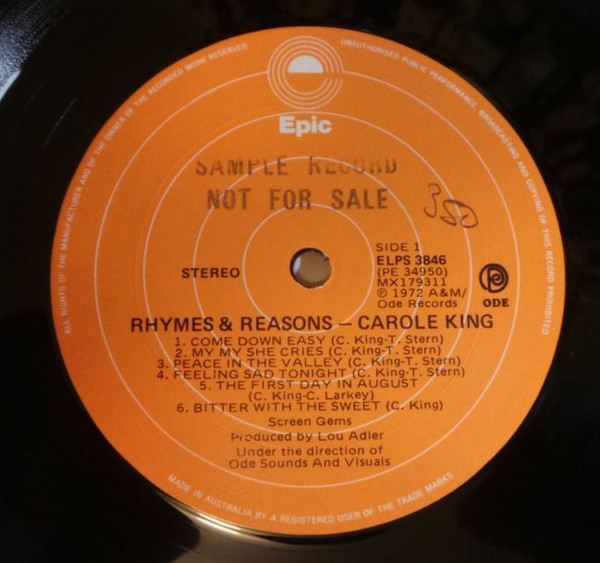 ALL RIGHTS OF THE MANUFACTURER AND OF THE OWNER OF THE RECORDED WORK RESERVED
UNAUTHORISED PUBLIC PERFORMANCE, BROADCASTING AND COPYING OF THIS RECORD PROHIBITED
Epic
SAMPLE RECORD
NOT FOR SALE
350
SIDE 1
STEREO
ELPS 3846
(PE 34950)
MX179311
℗ 1972 A&M/
Ode Records
ODE
RHYMES & REASONS — CAROLE KING
1. COME DOWN EASY (C. King-T. Stern)
2. MY MY SHE CRIES (C. King-T. Stern)
3. PEACE IN THE VALLEY (C. King-T. Stern)
4. FEELING SAD TONIGHT (C. King-T. Stern)
5. THE FIRST DAY IN AUGUST
(C. King-C. Larkey)
6. BITTER WITH THE SWEET (C. King)
Screen Gems
Produced by Lou Adler
Under the direction of
Ode Sounds And Visuals
MADE IN AUSTRALIA BY A REGISTERED USER OF THE TRADE MARKS